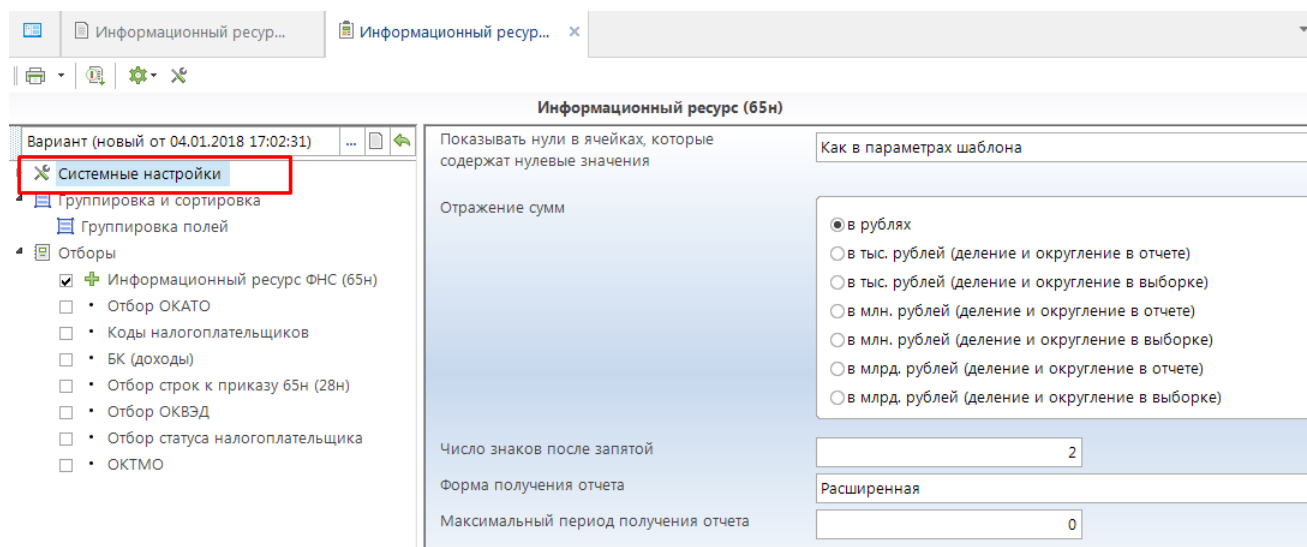 Информационный ресур...
Информационный ресур...
Информационный ресурс (65н)
Вариант (новый от 04.01.2018 17:02:31)
...
Системные настройки
Группировка и сортировка
Группировка полей
Отборы
Информационный ресурс ФНС (65н)
Отбор ОКАТО
Коды налогоплательщиков
БК (доходы)
Отбор строк к приказу 65н (28н)
Отбор ОКВЭД
Отбор статуса налогоплательщика
ОКТМО
Показывать нули в ячейках, которые
содержат нулевые значения
Как в параметрах шаблона
Отражение сумм
в рублях
в тыс. рублей (деление и округление в отчете)
в тыс. рублей (деление и округление в выборке)
в млн. рублей (деление и округление в отчете)
в млн. рублей (деление и округление в выборке)
в млрд. рублей (деление и округление в отчете)
в млрд. рублей (деление и округление в выборке)
Число знаков после запятой
2
Форма получения отчета
Расширенная
Максимальный период получения отчета
0